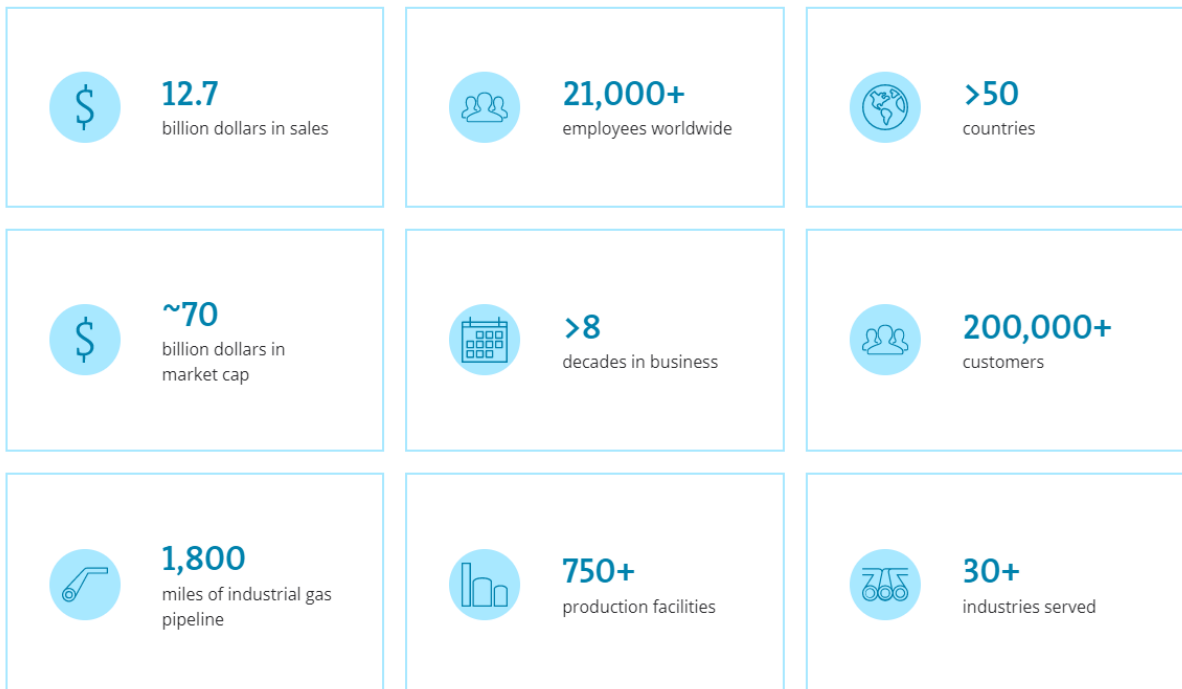 12.7
billion dollars in sales
21,000+
employees worldwide
>50
countries
~70
billion dollars in
market cap
>8
decades in business
200,000+
customers
1,800
miles of industrial gas
pipeline
750+
production facilities
30+
industries served